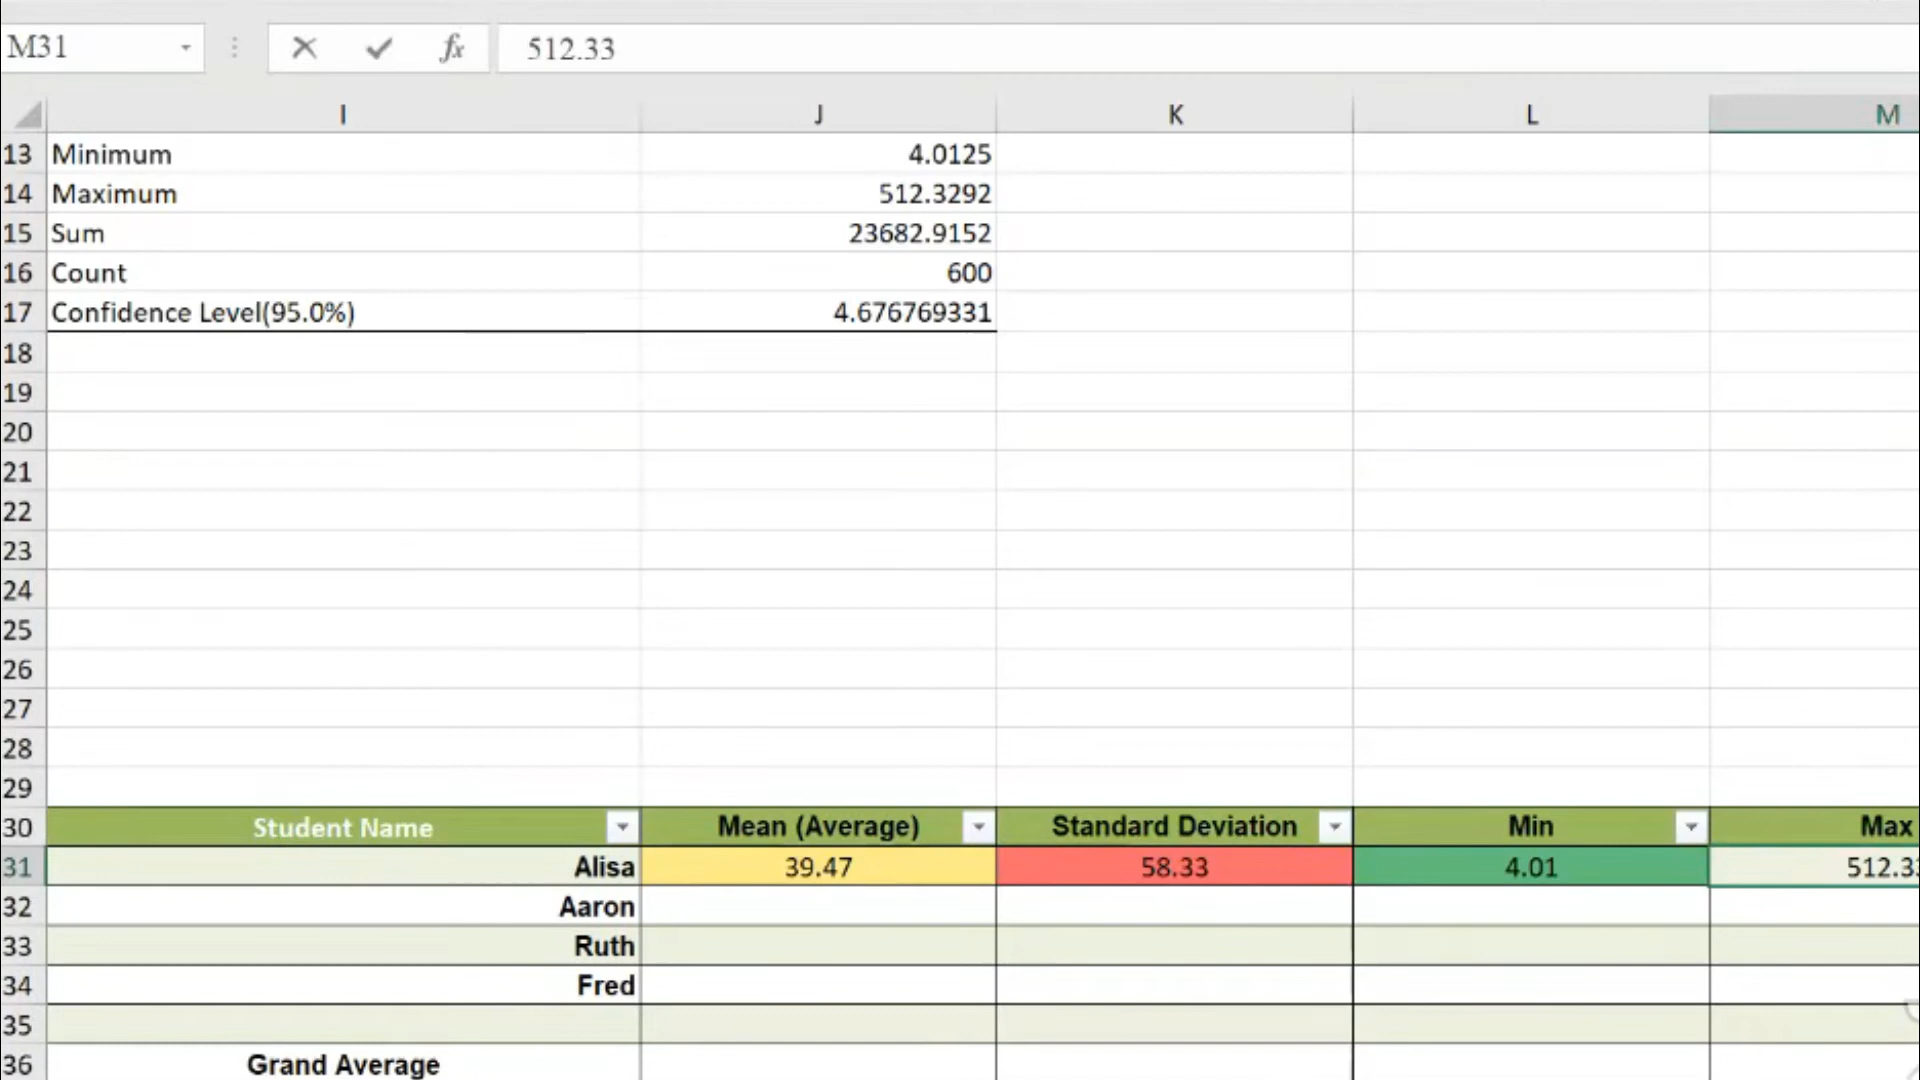 M31 fx 512.33
I J K L M
13 Minimum 4.0125
14 Maximum 512.3292
15 Sum 23682.9152
16 Count 600
17 Confidence Level(95.0%) 4.676769331
18
19
20
21
22
23
24
25
26
27
28
29
30 Student Name Mean (Average) Standard Deviation Min Max
31 Alisa 39.47 58.33 4.01 512.33
32 Aaron
33 Ruth
34 Fred
35
36 Grand Average